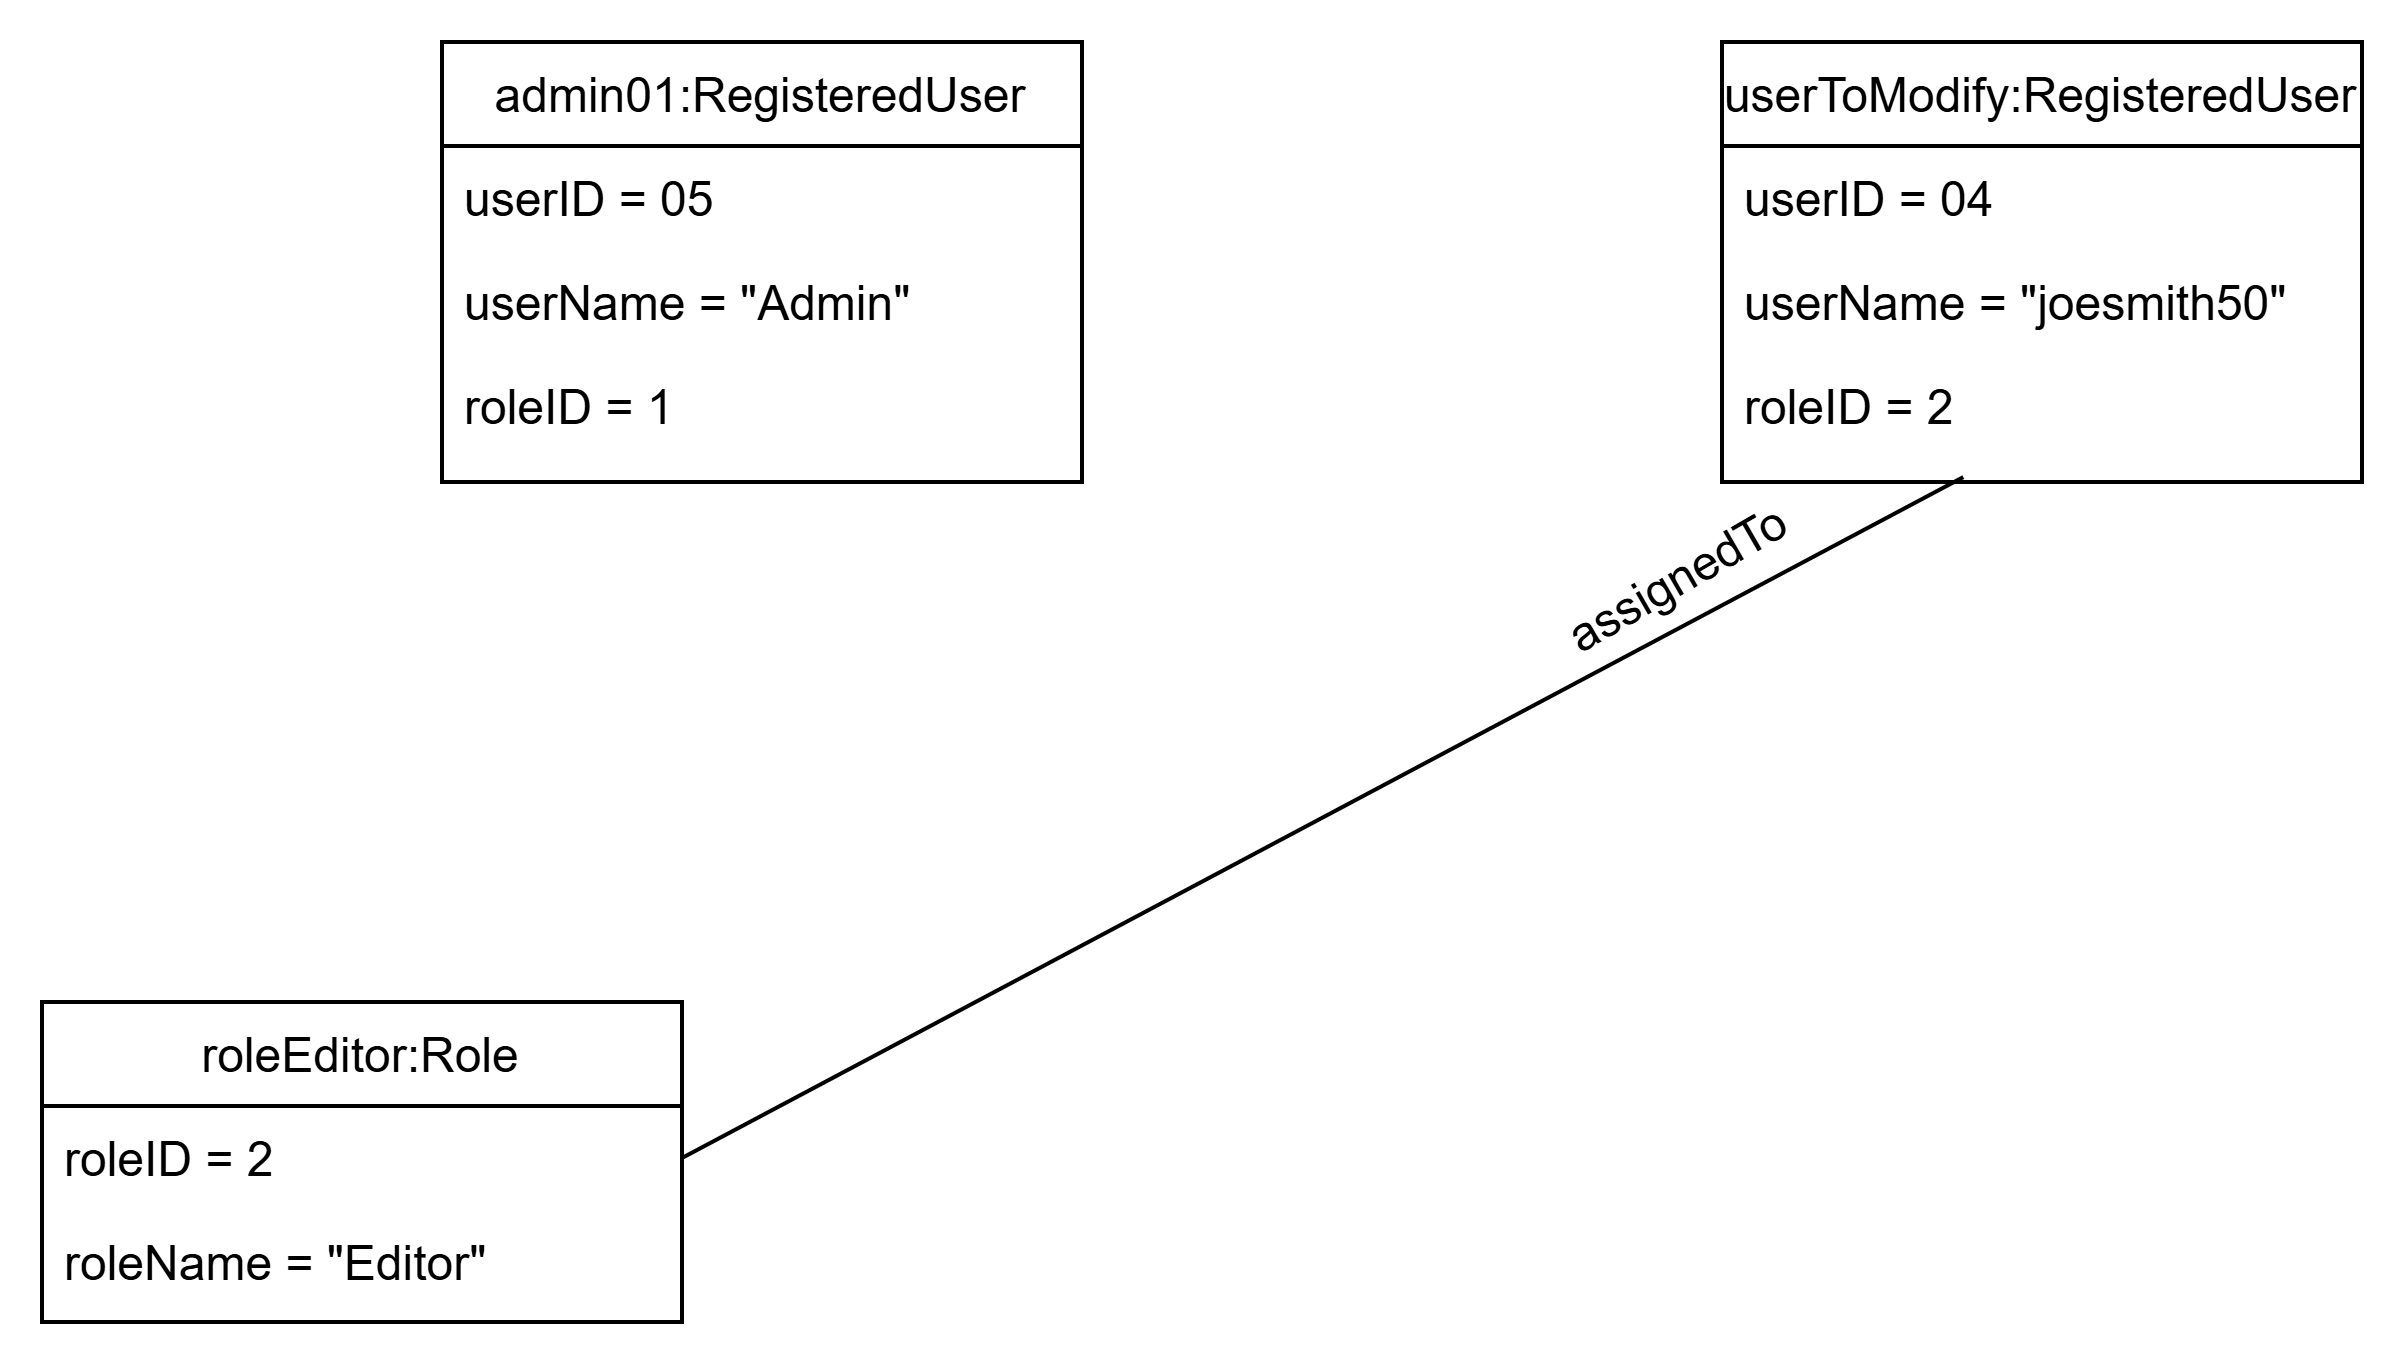 admin01:RegisteredUser
userID = 05
userName = "Admin"
roleID = 1
userToModify:RegisteredUser
userID = 04
userName = "joesmith50"
roleID = 2
assignedTo
roleEditor:Role
roleID = 2
roleName = "Editor"